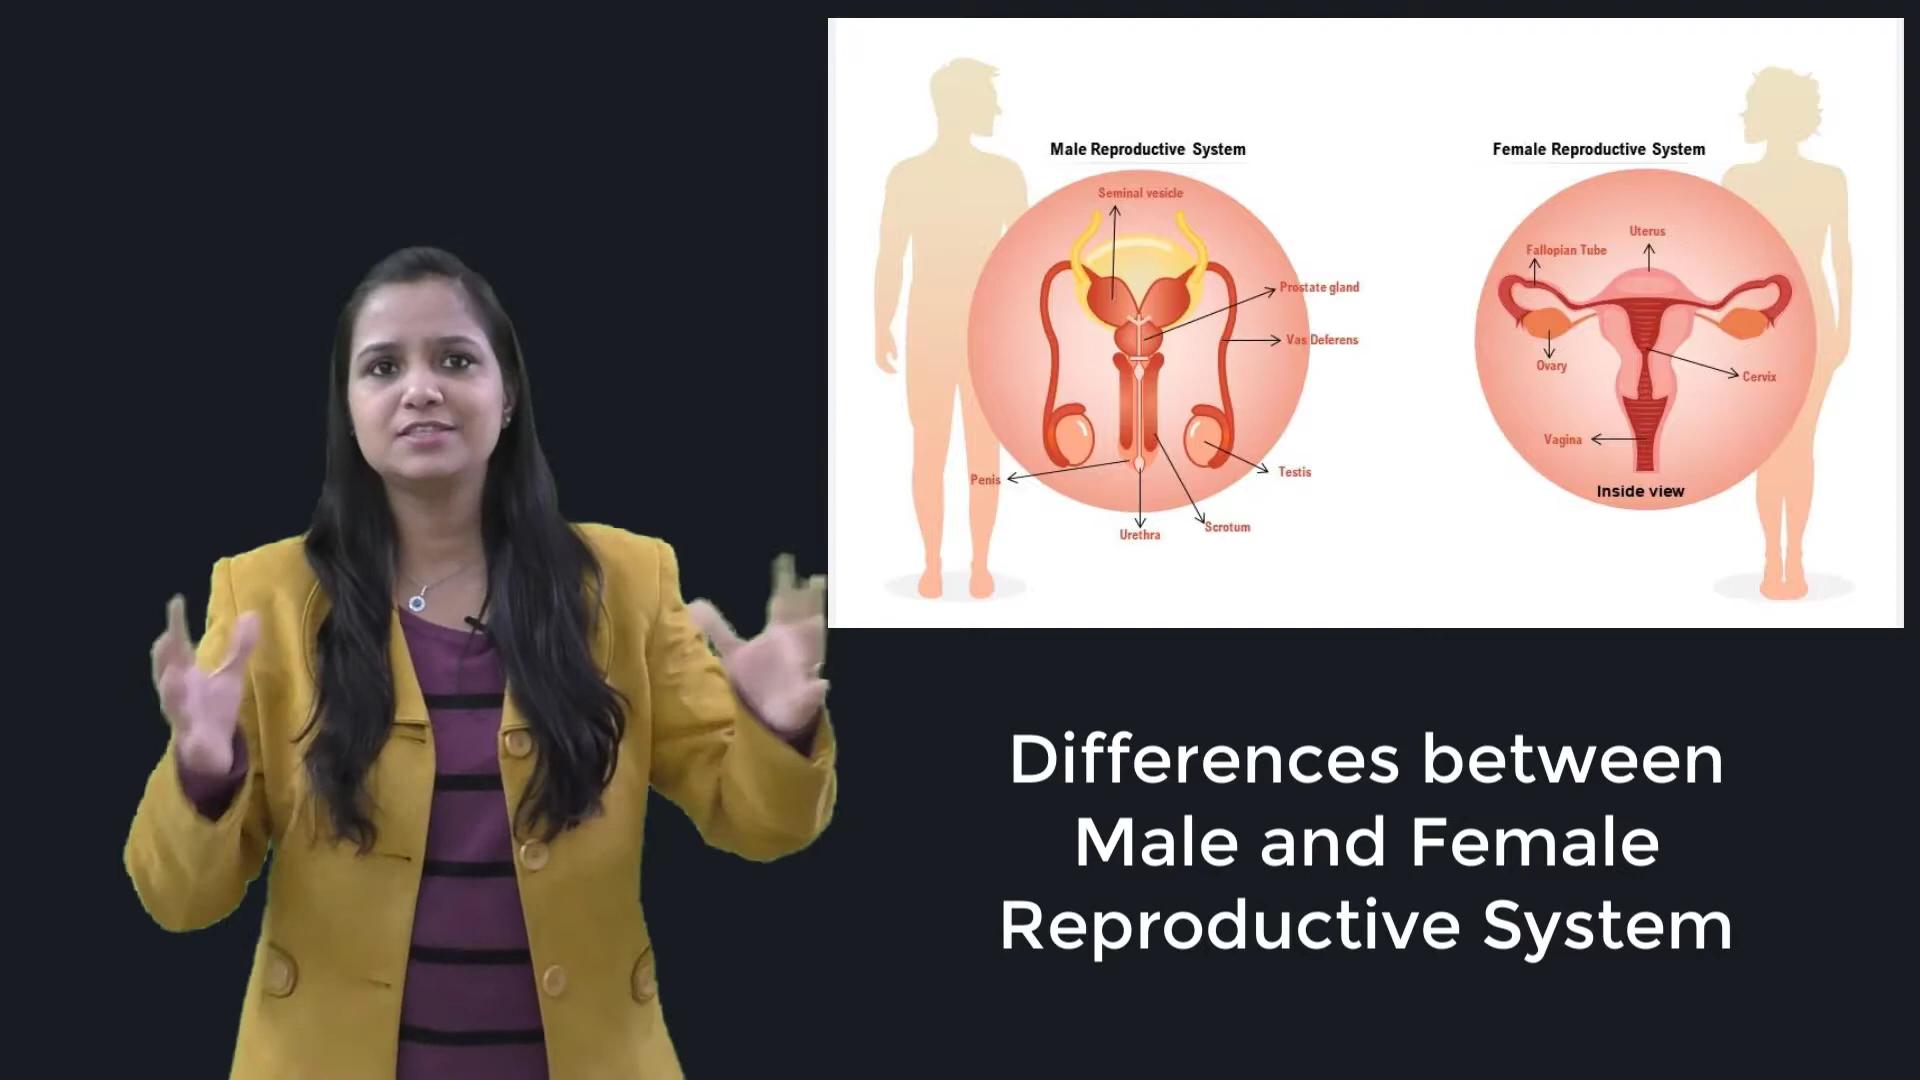 Male Reproductive System
Seminal vesicle
Prostate gland
Vas Deferens
Testis
Penis
Scrotum
Urethra
Female Reproductive System
Uterus
Fallopian Tube
Ovary
Cervix
Vagina
Inside view
Differences between
Male and Female
Reproductive System